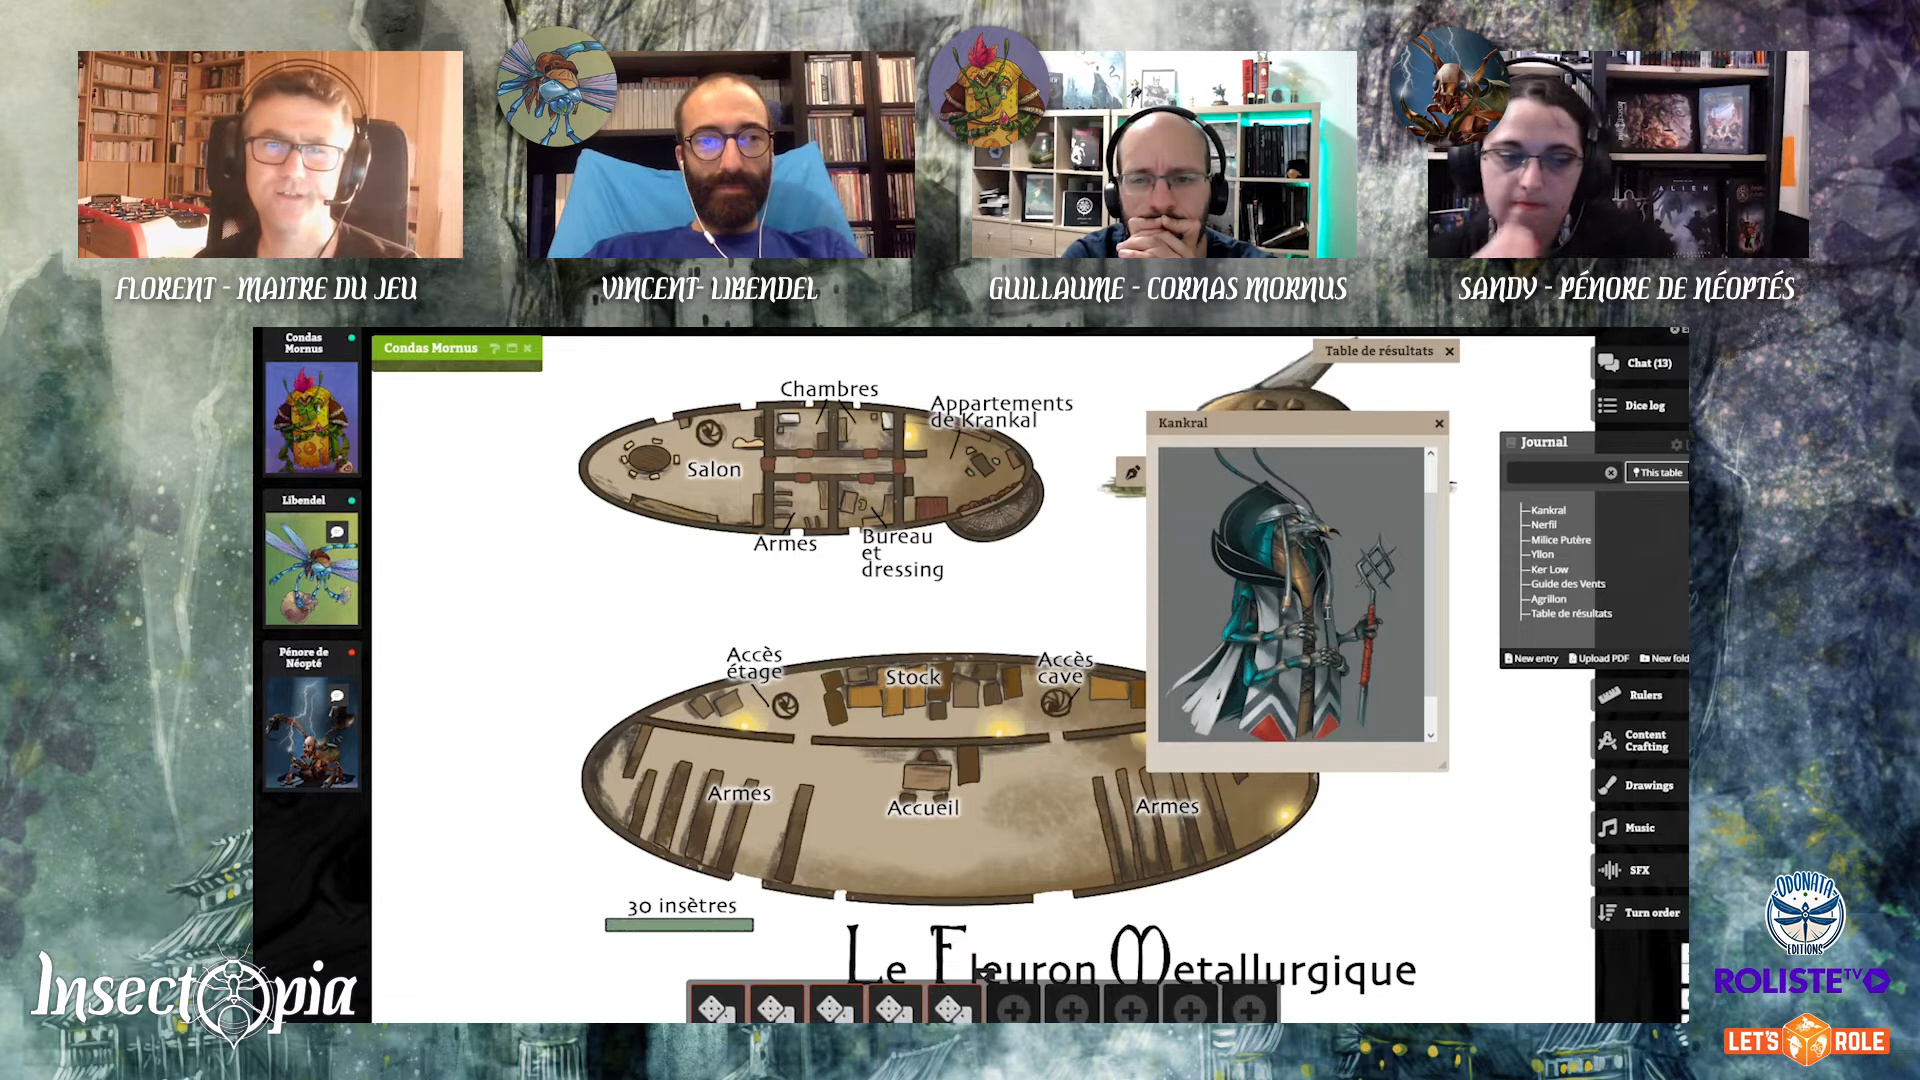 FLORENT - MAITRE DU JEU
VINCENT- LIBENDEL
GUILLAUME - CORNAS MORNUS
SANDY - PÉNORE DE NÉOPTÉS
ALIEN
Condas
Mornus
Libendel
Pénore de
Néopté
Condas Mornus
Chambres
Appartements
de Krankal
Salon
Armes
Bureau
et
dressing
Table de résultats
Kankral
Accès
étage
Stock
Accès
cave
Armes
Accueil
Armes
30 insètres
Le Fleuron Metallurgique
Chat (13)
Dice log
Journal
This table
Kankral
Nerfil
Milice Putère
Yllon
Ker Low
Guide des Vents
Agrillon
Table de résultats
New entry
Upload PDF
New fold
Rulers
Content
Crafting
Drawings
Music
SFX
Turn order
Insectopia
ODONATA
EDITIONS
ROLISTE TV
LET'S ROLE